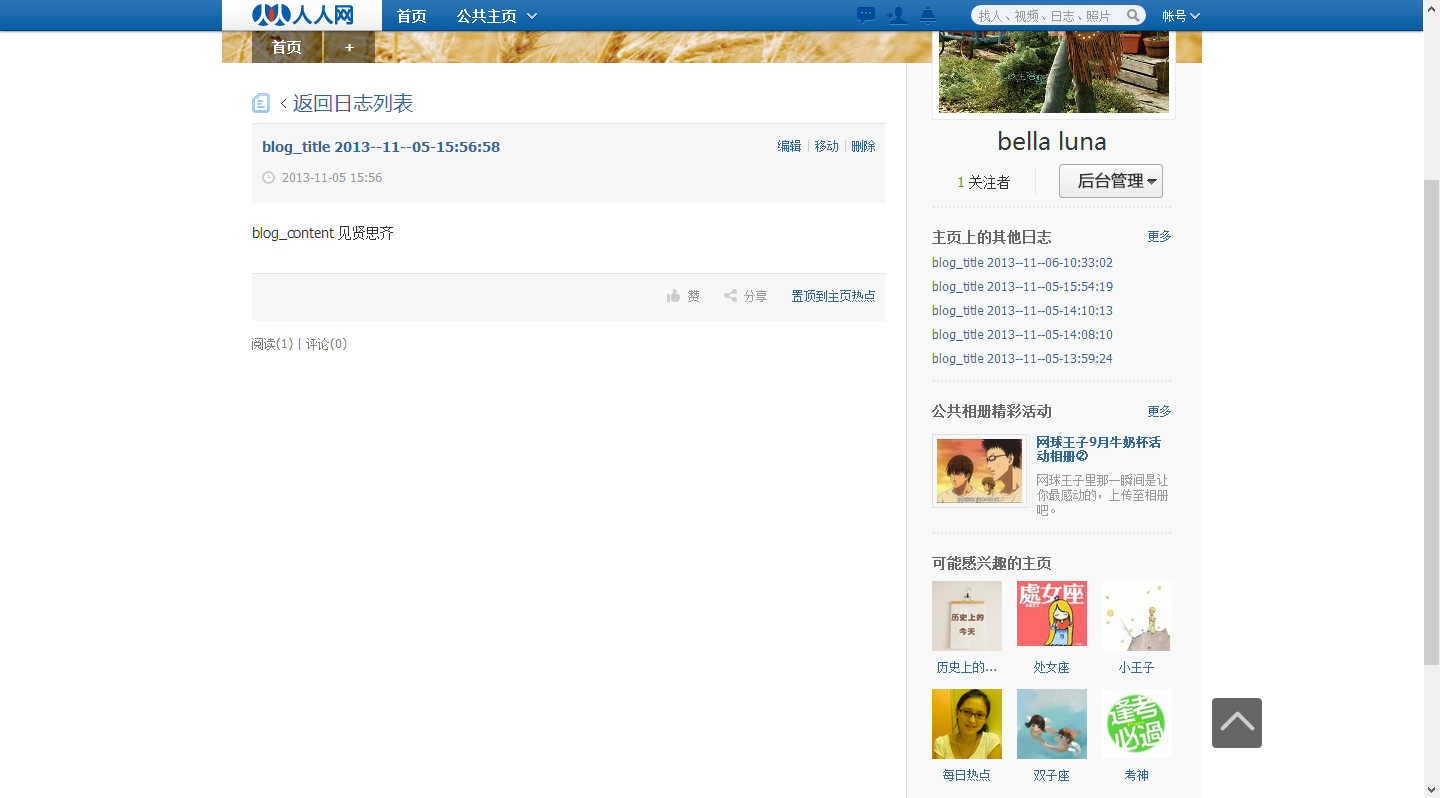 人人网
首页
公共主页
找人、视频、日志、照片
帐号
首页
+
< 返回日志列表
blog_title 2013--11--05-15:56:58
编辑
移动
删除
2013-11-05 15:56
blog_content 见贤思齐
赞
分享
置顶到主页热点
阅读(1) | 评论(0)
bella luna
1 关注者
后台管理
主页上的其他日志
更多
blog_title 2013--11--06-10:33:02
blog_title 2013--11--05-15:54:19
blog_title 2013--11--05-14:10:13
blog_title 2013--11--05-14:08:10
blog_title 2013--11--05-13:59:24
公共相册精彩活动
更多
网球王子9月牛奶杯活
动相册②
网球王子里那一瞬间是让
你最感动的，上传至相册
吧。
可能感兴趣的主页
历史上的
今天
處女座
历史上的...
处女座
小王子
逢考
必過
每日热点
双子座
考神